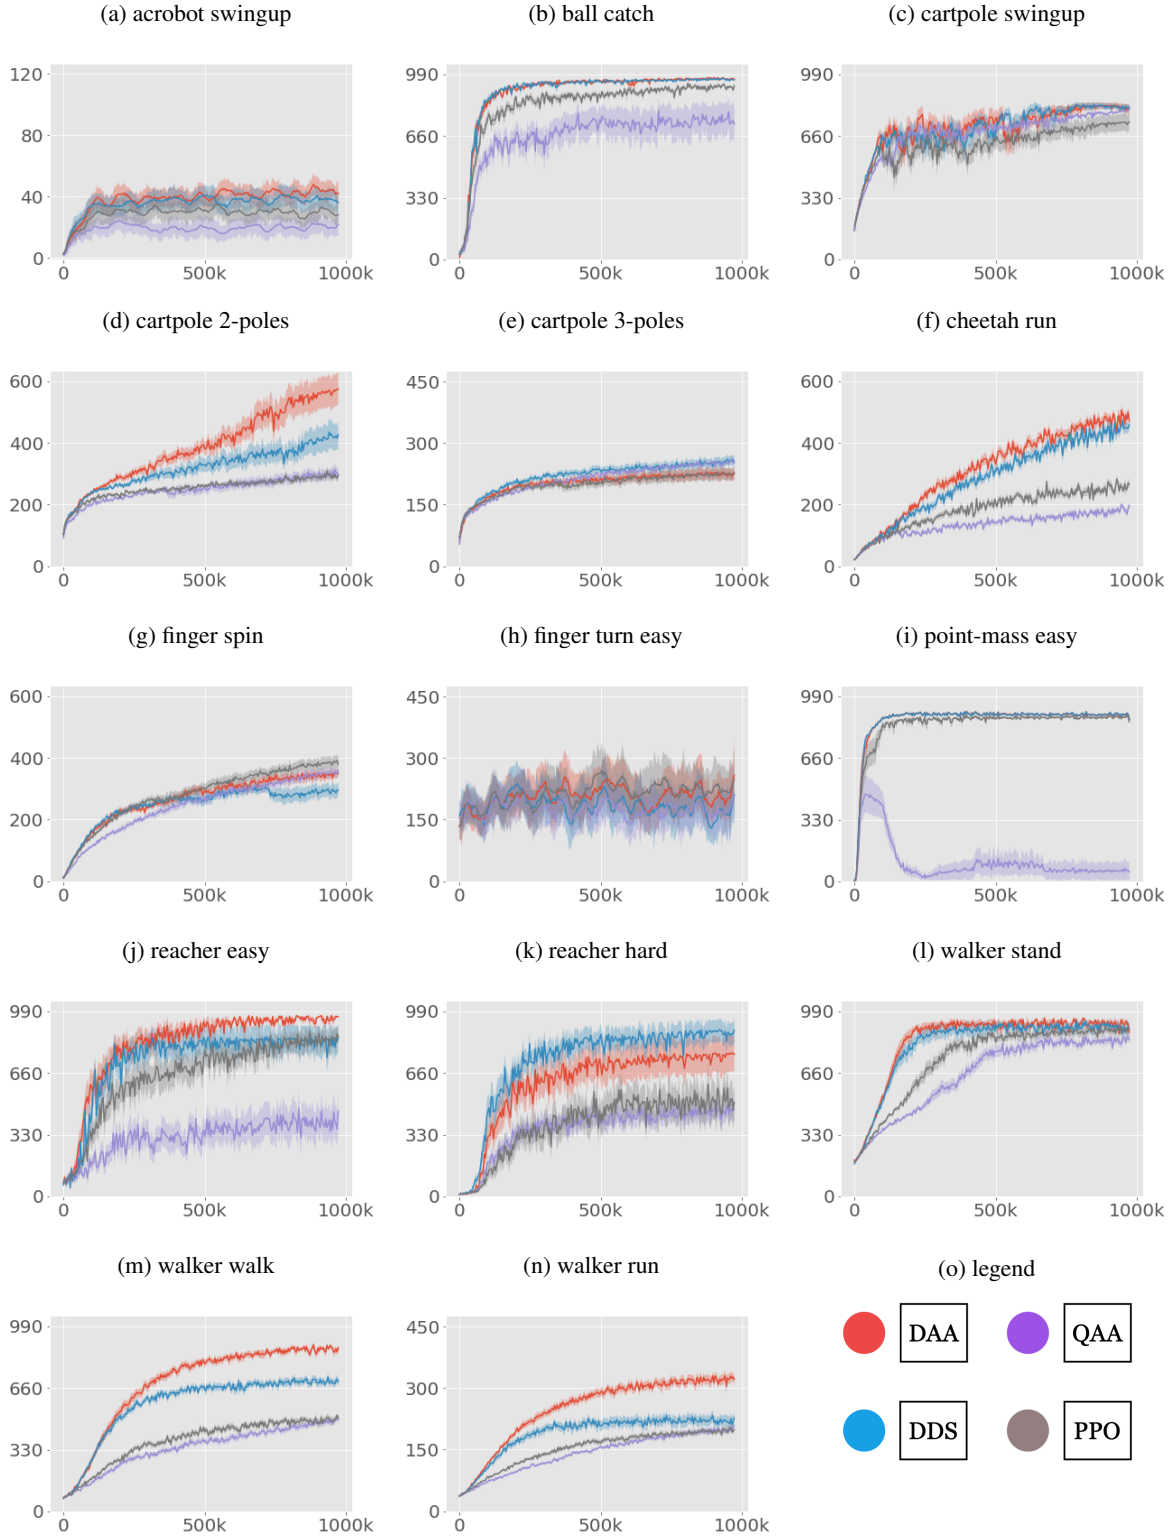 (a) acrobot swingup
(b) ball catch
(c) cartpole swingup
120
80
40
0
0 500k 1000k
990
660
330
0
0 500k 1000k
990
660
330
0
0 500k 1000k
(d) cartpole 2-poles
(e) cartpole 3-poles
(f) cheetah run
600
400
200
0
0 500k 1000k
450
300
150
0
0 500k 1000k
600
400
200
0
0 500k 1000k
(g) finger spin
(h) finger turn easy
(i) point-mass easy
600
400
200
0
0 500k 1000k
450
300
150
0
0 500k 1000k
990
660
330
0
0 500k 1000k
(j) reacher easy
(k) reacher hard
(l) walker stand
990
660
330
0
0 500k 1000k
990
660
330
0
0 500k 1000k
990
660
330
0
0 500k 1000k
(m) walker walk
(n) walker run
(o) legend
990
660
330
0
0 500k 1000k
450
300
150
0
0 500k 1000k
DAA
QAA
DDS
PPO